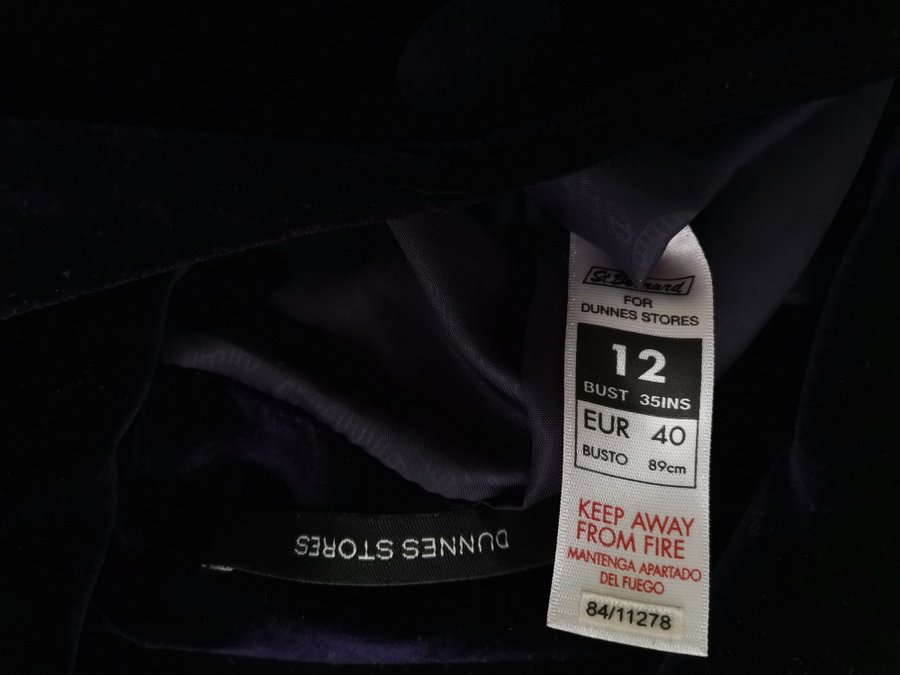 St Bernard
FOR
DUNNES STORES
12
BUST 35INS
EUR 40
BUSTO 89cm
KEEP AWAY
FROM FIRE
MANTENGA APARTADO
DEL FUEGO
84/11278
DUNNES STORES